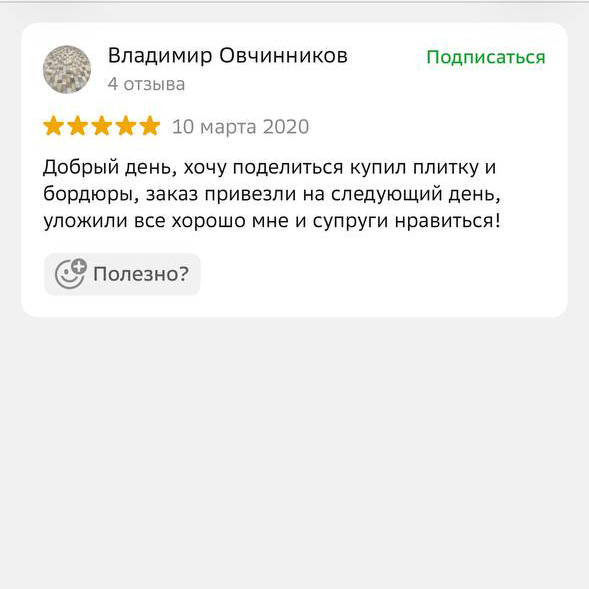 Владимир Овчинников
Подписаться
4 отзыва
10 марта 2020
Добрый день, хочу поделиться купил плитку и
бордюры, заказ привезли на следующий день,
уложили все хорошо мне и супруги нравиться!
Полезно?